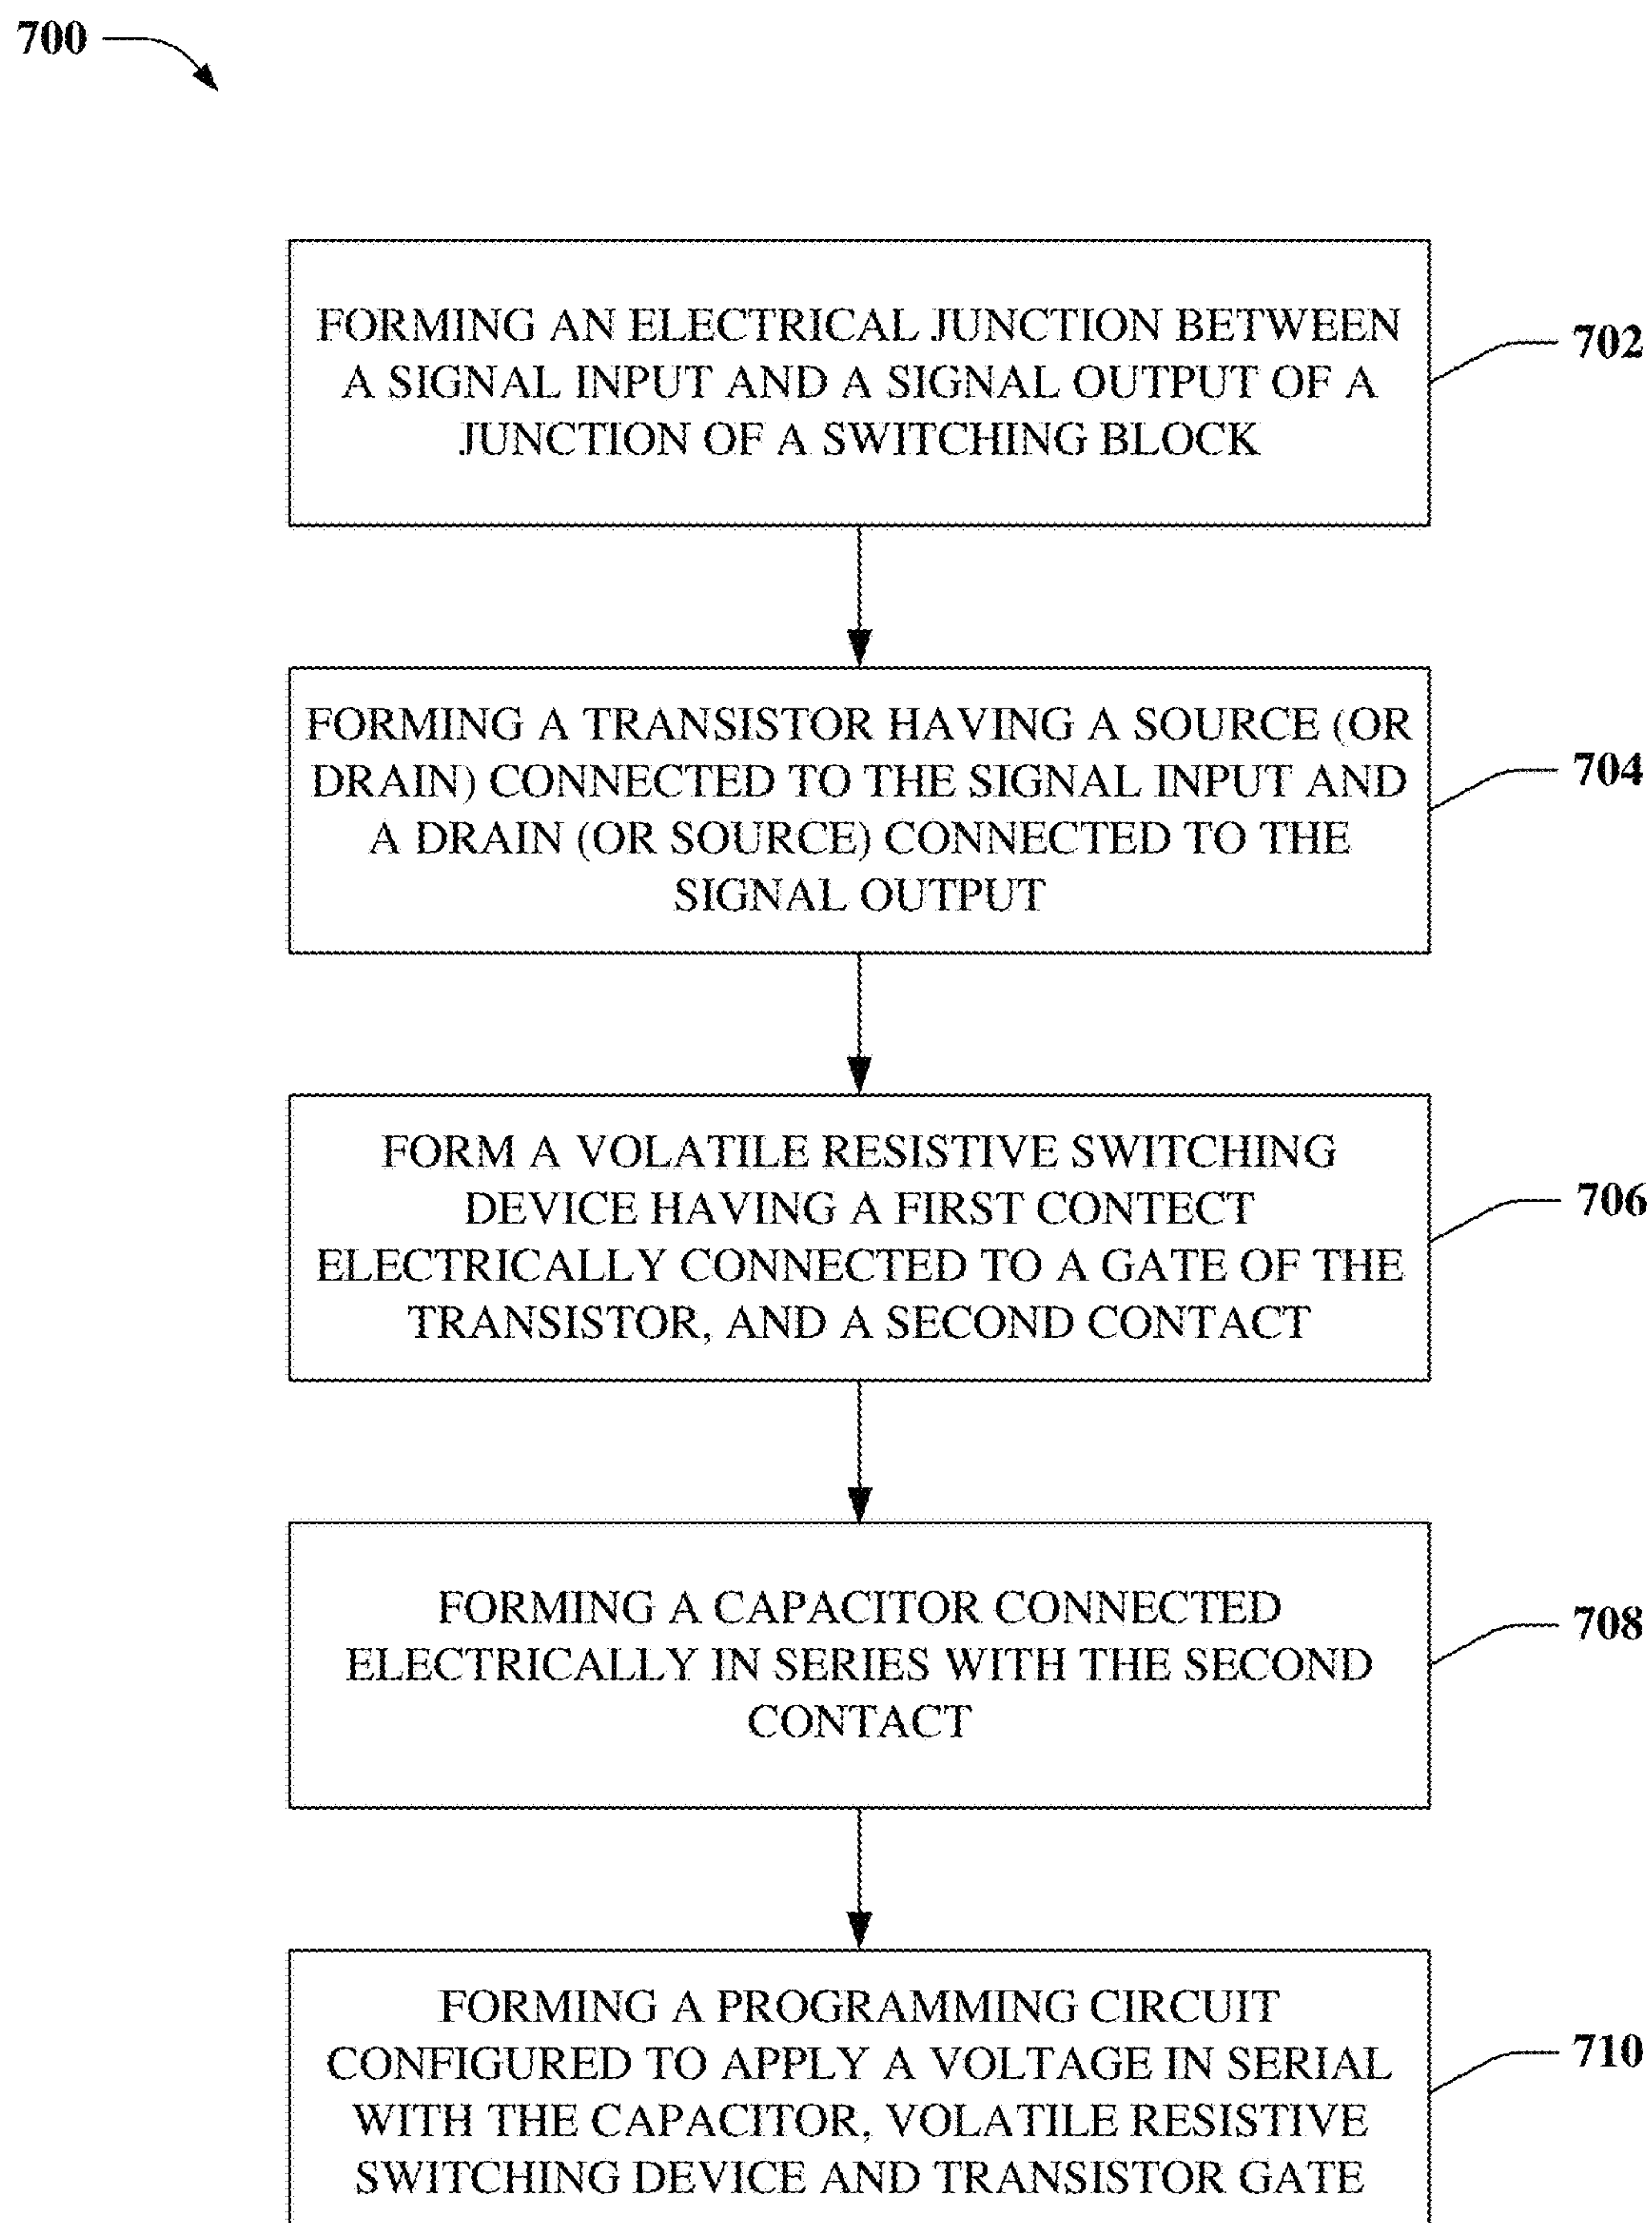 700
FORMING AN ELECTRICAL JUNCTION BETWEEN
A SIGNAL INPUT AND A SIGNAL OUTPUT OF A
JUNCTION OF A SWITCHING BLOCK
702
FORMING A TRANSISTOR HAVING A SOURCE (OR
DRAIN) CONNECTED TO THE SIGNAL INPUT AND
A DRAIN (OR SOURCE) CONNECTED TO THE
SIGNAL OUTPUT
704
FORM A VOLATILE RESISTIVE SWITCHING
DEVICE HAVING A FIRST CONTECT
ELECTRICALLY CONNECTED TO A GATE OF THE
TRANSISTOR, AND A SECOND CONTACT
706
FORMING A CAPACITOR CONNECTED
ELECTRICALLY IN SERIES WITH THE SECOND
CONTACT
708
FORMING A PROGRAMMING CIRCUIT
CONFIGURED TO APPLY A VOLTAGE IN SERIAL
WITH THE CAPACITOR, VOLATILE RESISTIVE
SWITCHING DEVICE AND TRANSISTOR GATE
710